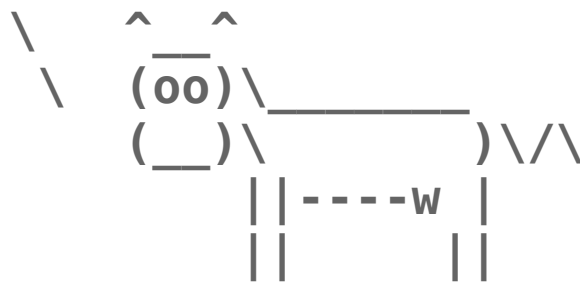 \   ^__^
 \  (oo)\_______
    (__)\       )\/\
        ||----w |
        ||     ||